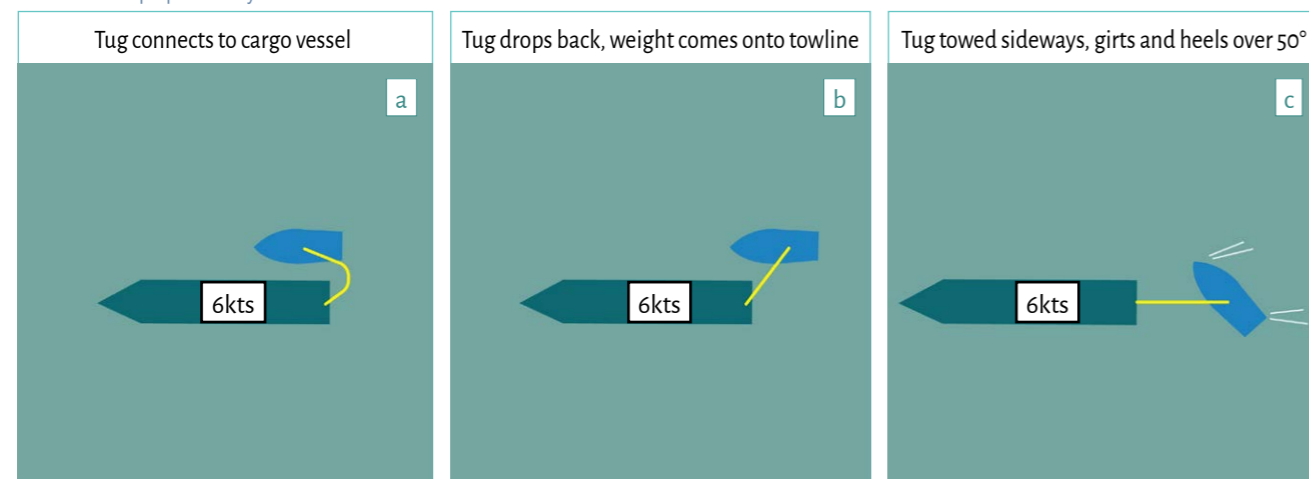 Tug connects to cargo vessel
Tug drops back, weight comes onto towline
Tug towed sideways, girts and heels over 50°
a
b
c
6kts
6kts
6kts